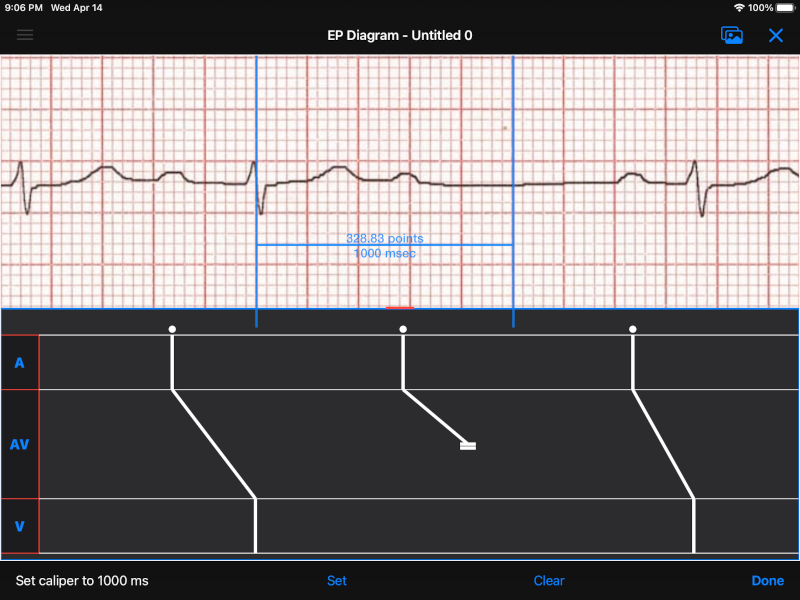 9:06 PM Wed Apr 14 100%
EP Diagram - Untitled 0
328.83 points
1000 msec
A
AV
V
Set caliper to 1000 ms Set Clear Done